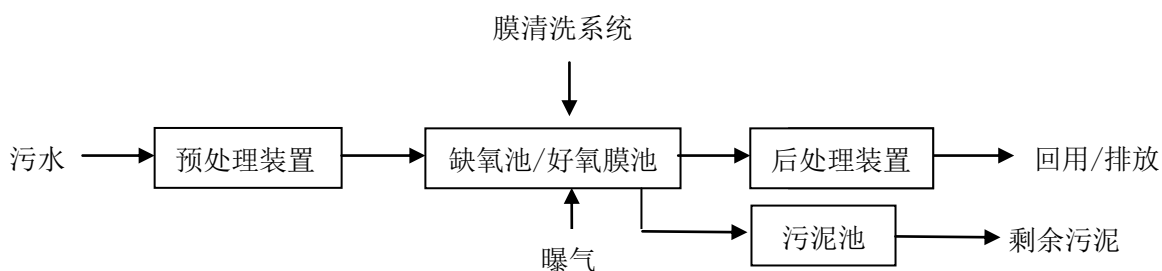 膜清洗系统
污水
预处理装置
缺氧池/好氧膜池
后处理装置
回用/排放
污泥池
剩余污泥
曝气